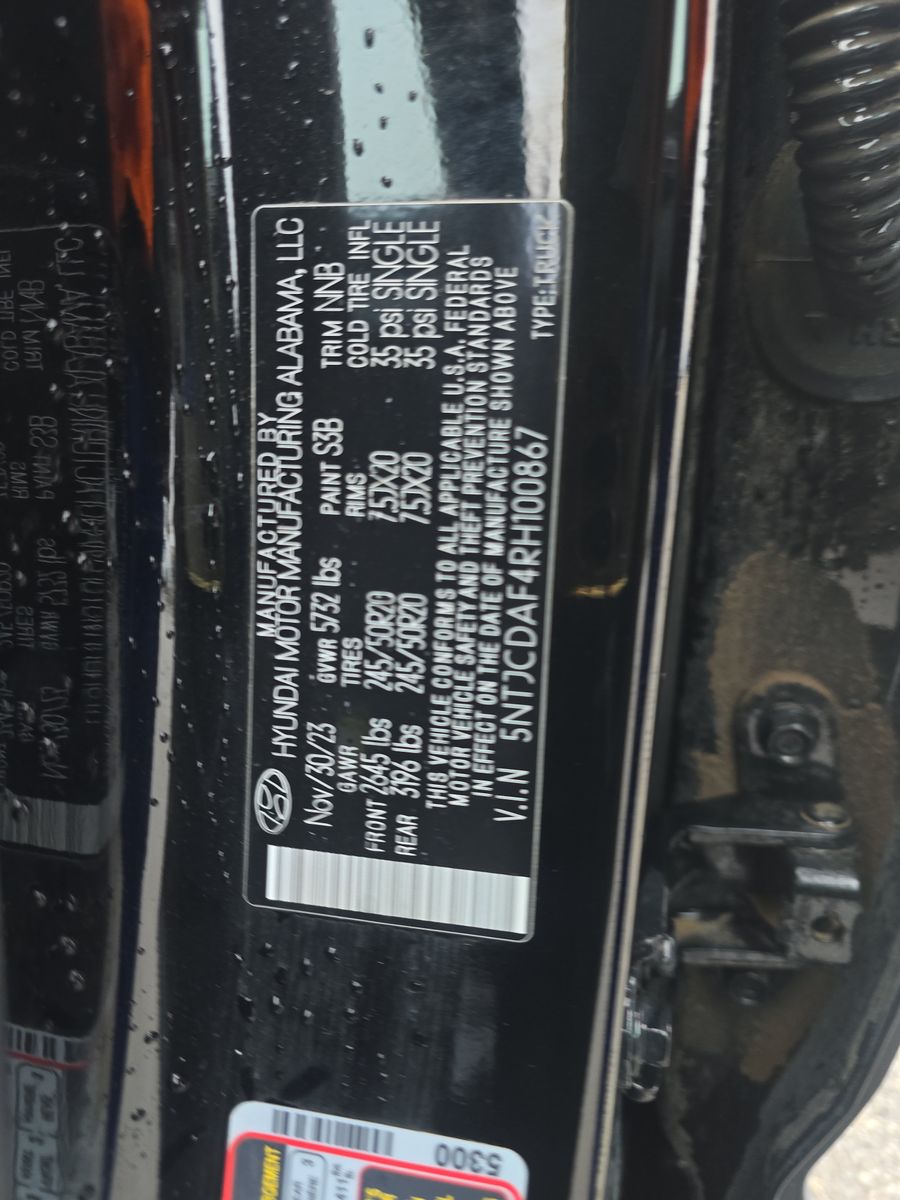 MANUFACTURED BY
HYUNDAI MOTOR MANUFACTURING ALABAMA, LLC
Nov/30/23 GVWR 5732 lbs PAINT S3B TRIM NNB
GAWR TIRES RIMS COLD TIRE INFL
FRONT 2645 lbs 245/50R20 7.5JX20 35 psi SINGLE
REAR 3196 lbs 245/50R20 7.5JX20 35 psi SINGLE
THIS VEHICLE CONFORMS TO ALL APPLICABLE U.S.A. FEDERAL
MOTOR VEHICLE SAFETY AND THEFT PREVENTION STANDARDS
IN EFFECT ON THE DATE OF MANUFACTURE SHOWN ABOVE
V.I.N 5NTJCDAF4RH100867 TYPE:TRUCK
5300